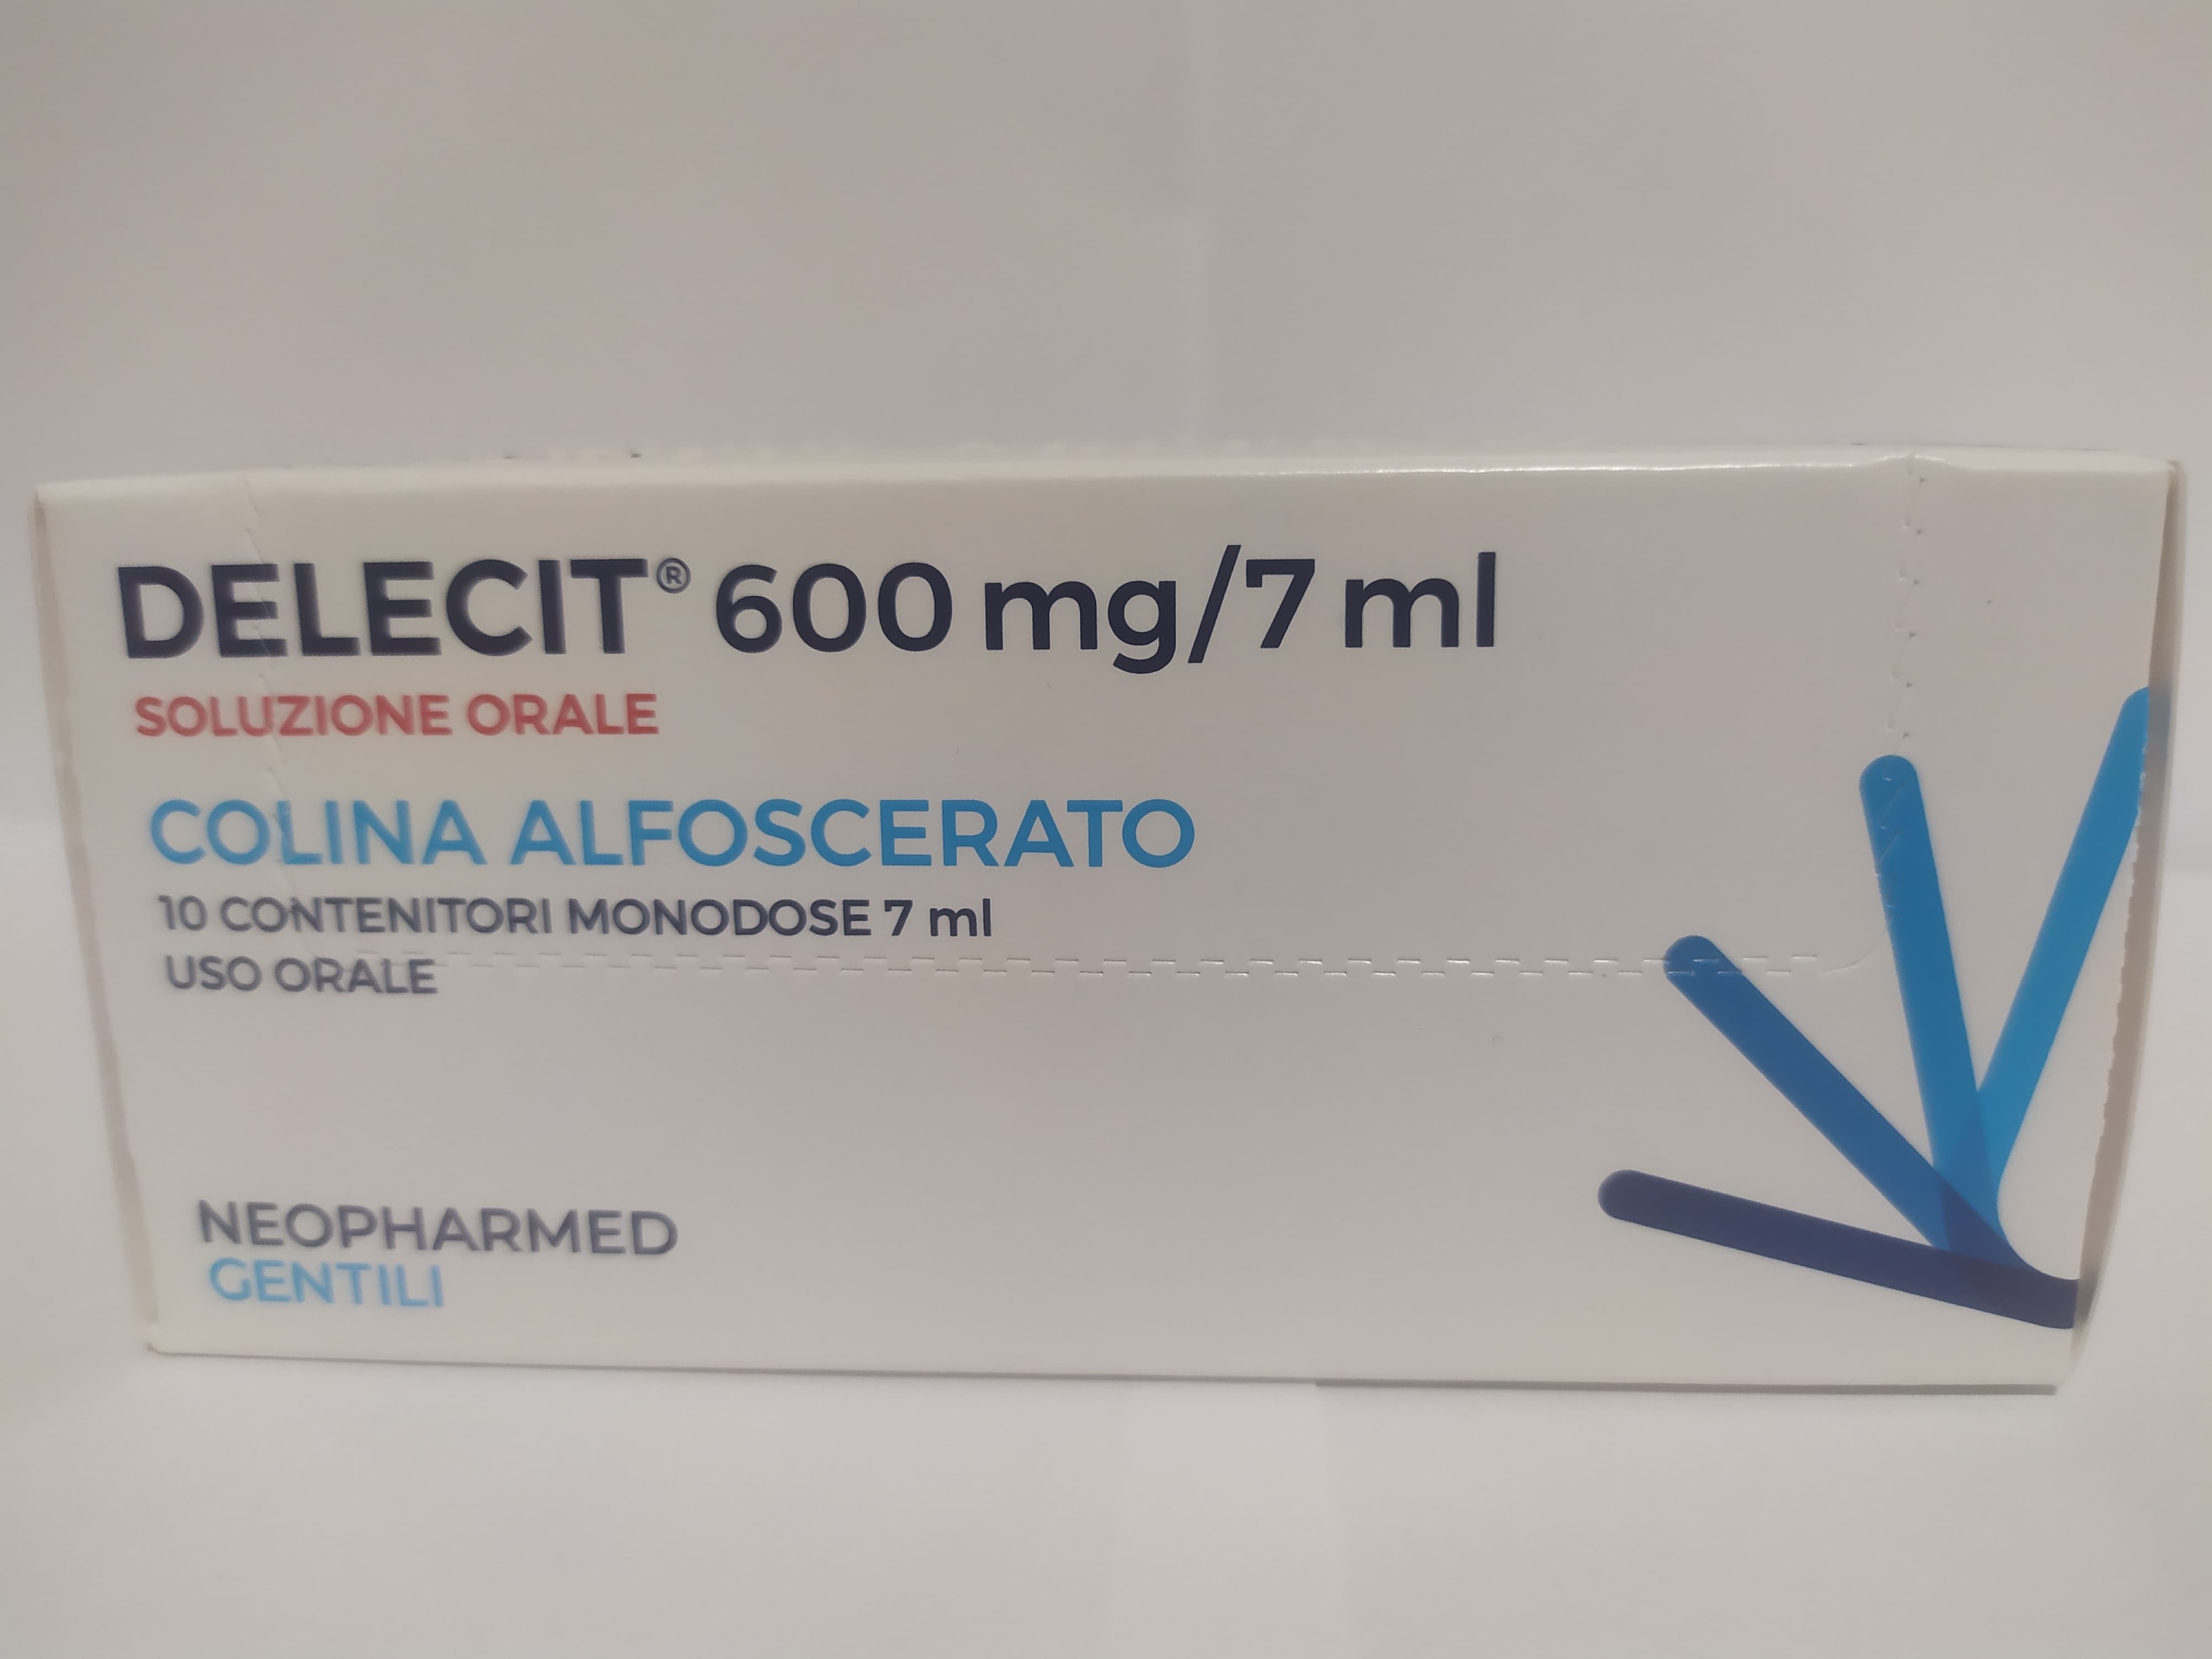 DELECIT® 600 mg/7 ml
SOLUZIONE ORALE
COLINA ALFOSCERATO
10 CONTENITORI MONODOSE 7 ml
USO ORALE
NEOPHARMED
GENTILI